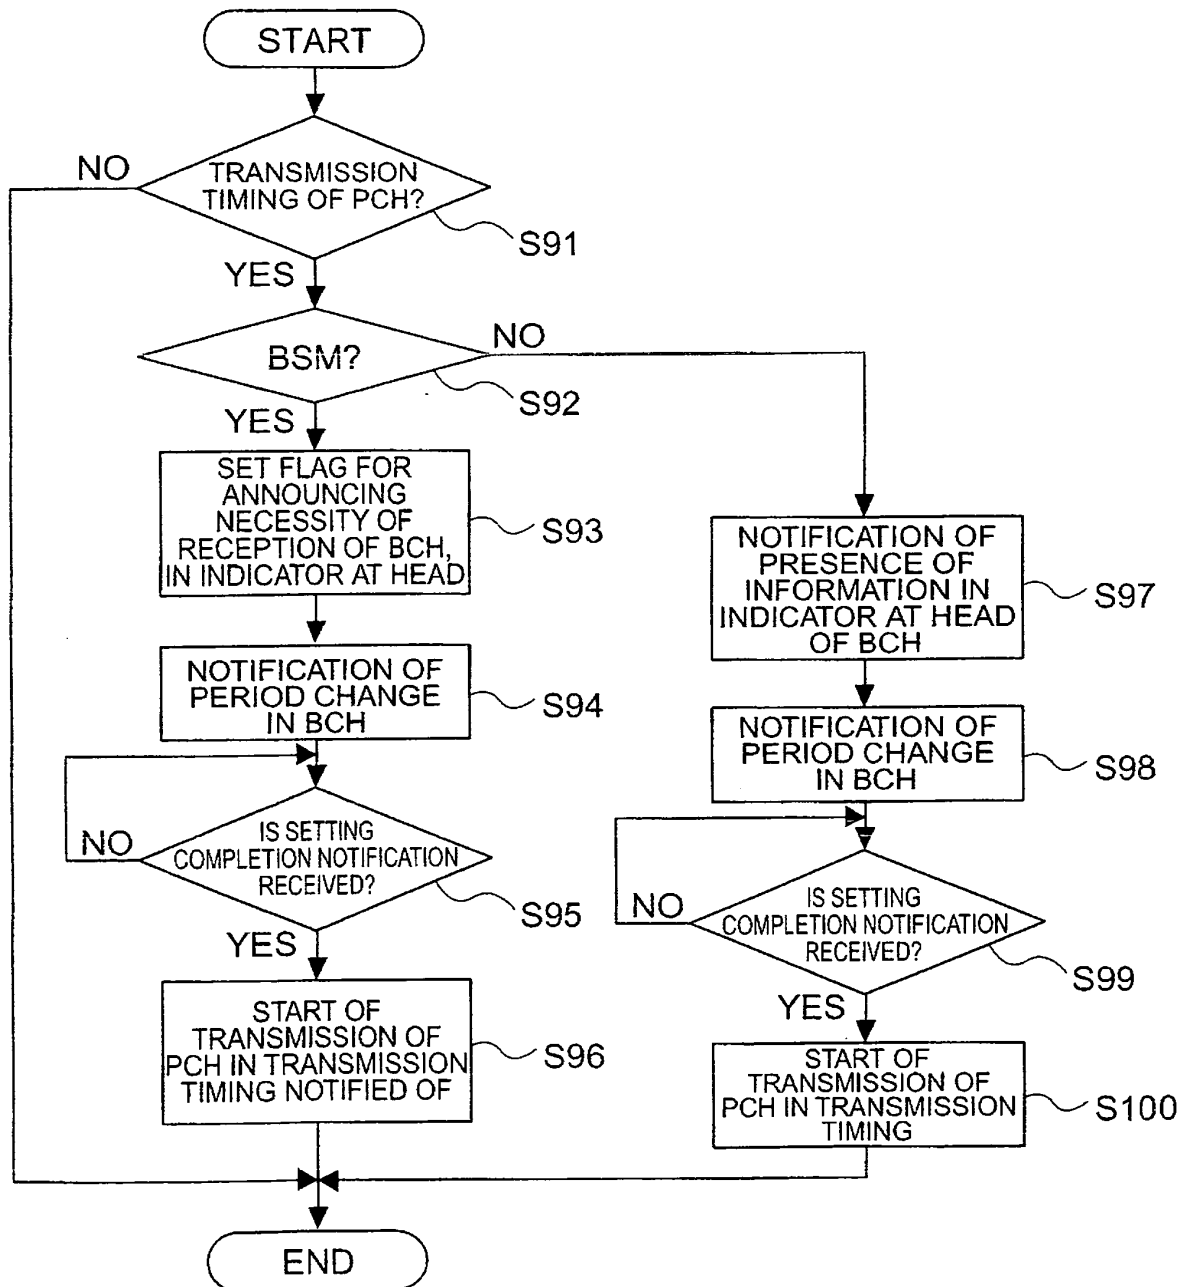 START
NO
TRANSMISSION
TIMING OF PCH?
S91
YES
BSM?
NO
S92
YES
SET FLAG FOR
ANNOUNCING
NECESSITY OF
RECEPTION OF BCH,
IN INDICATOR AT HEAD
S93
NOTIFICATION OF
PERIOD CHANGE
IN BCH
S94
NO
IS SETTING
COMPLETION NOTIFICATION
RECEIVED?
S95
YES
START OF
TRANSMISSION OF
PCH IN TRANSMISSION
TIMING NOTIFIED OF
S96
NOTIFICATION OF
PRESENCE OF
INFORMATION IN
INDICATOR AT HEAD
OF BCH
S97
NOTIFICATION OF
PERIOD CHANGE
IN BCH
S98
NO
IS SETTING
COMPLETION NOTIFICATION
RECEIVED?
S99
YES
START OF
TRANSMISSION OF
PCH IN TRANSMISSION
TIMING
S100
END